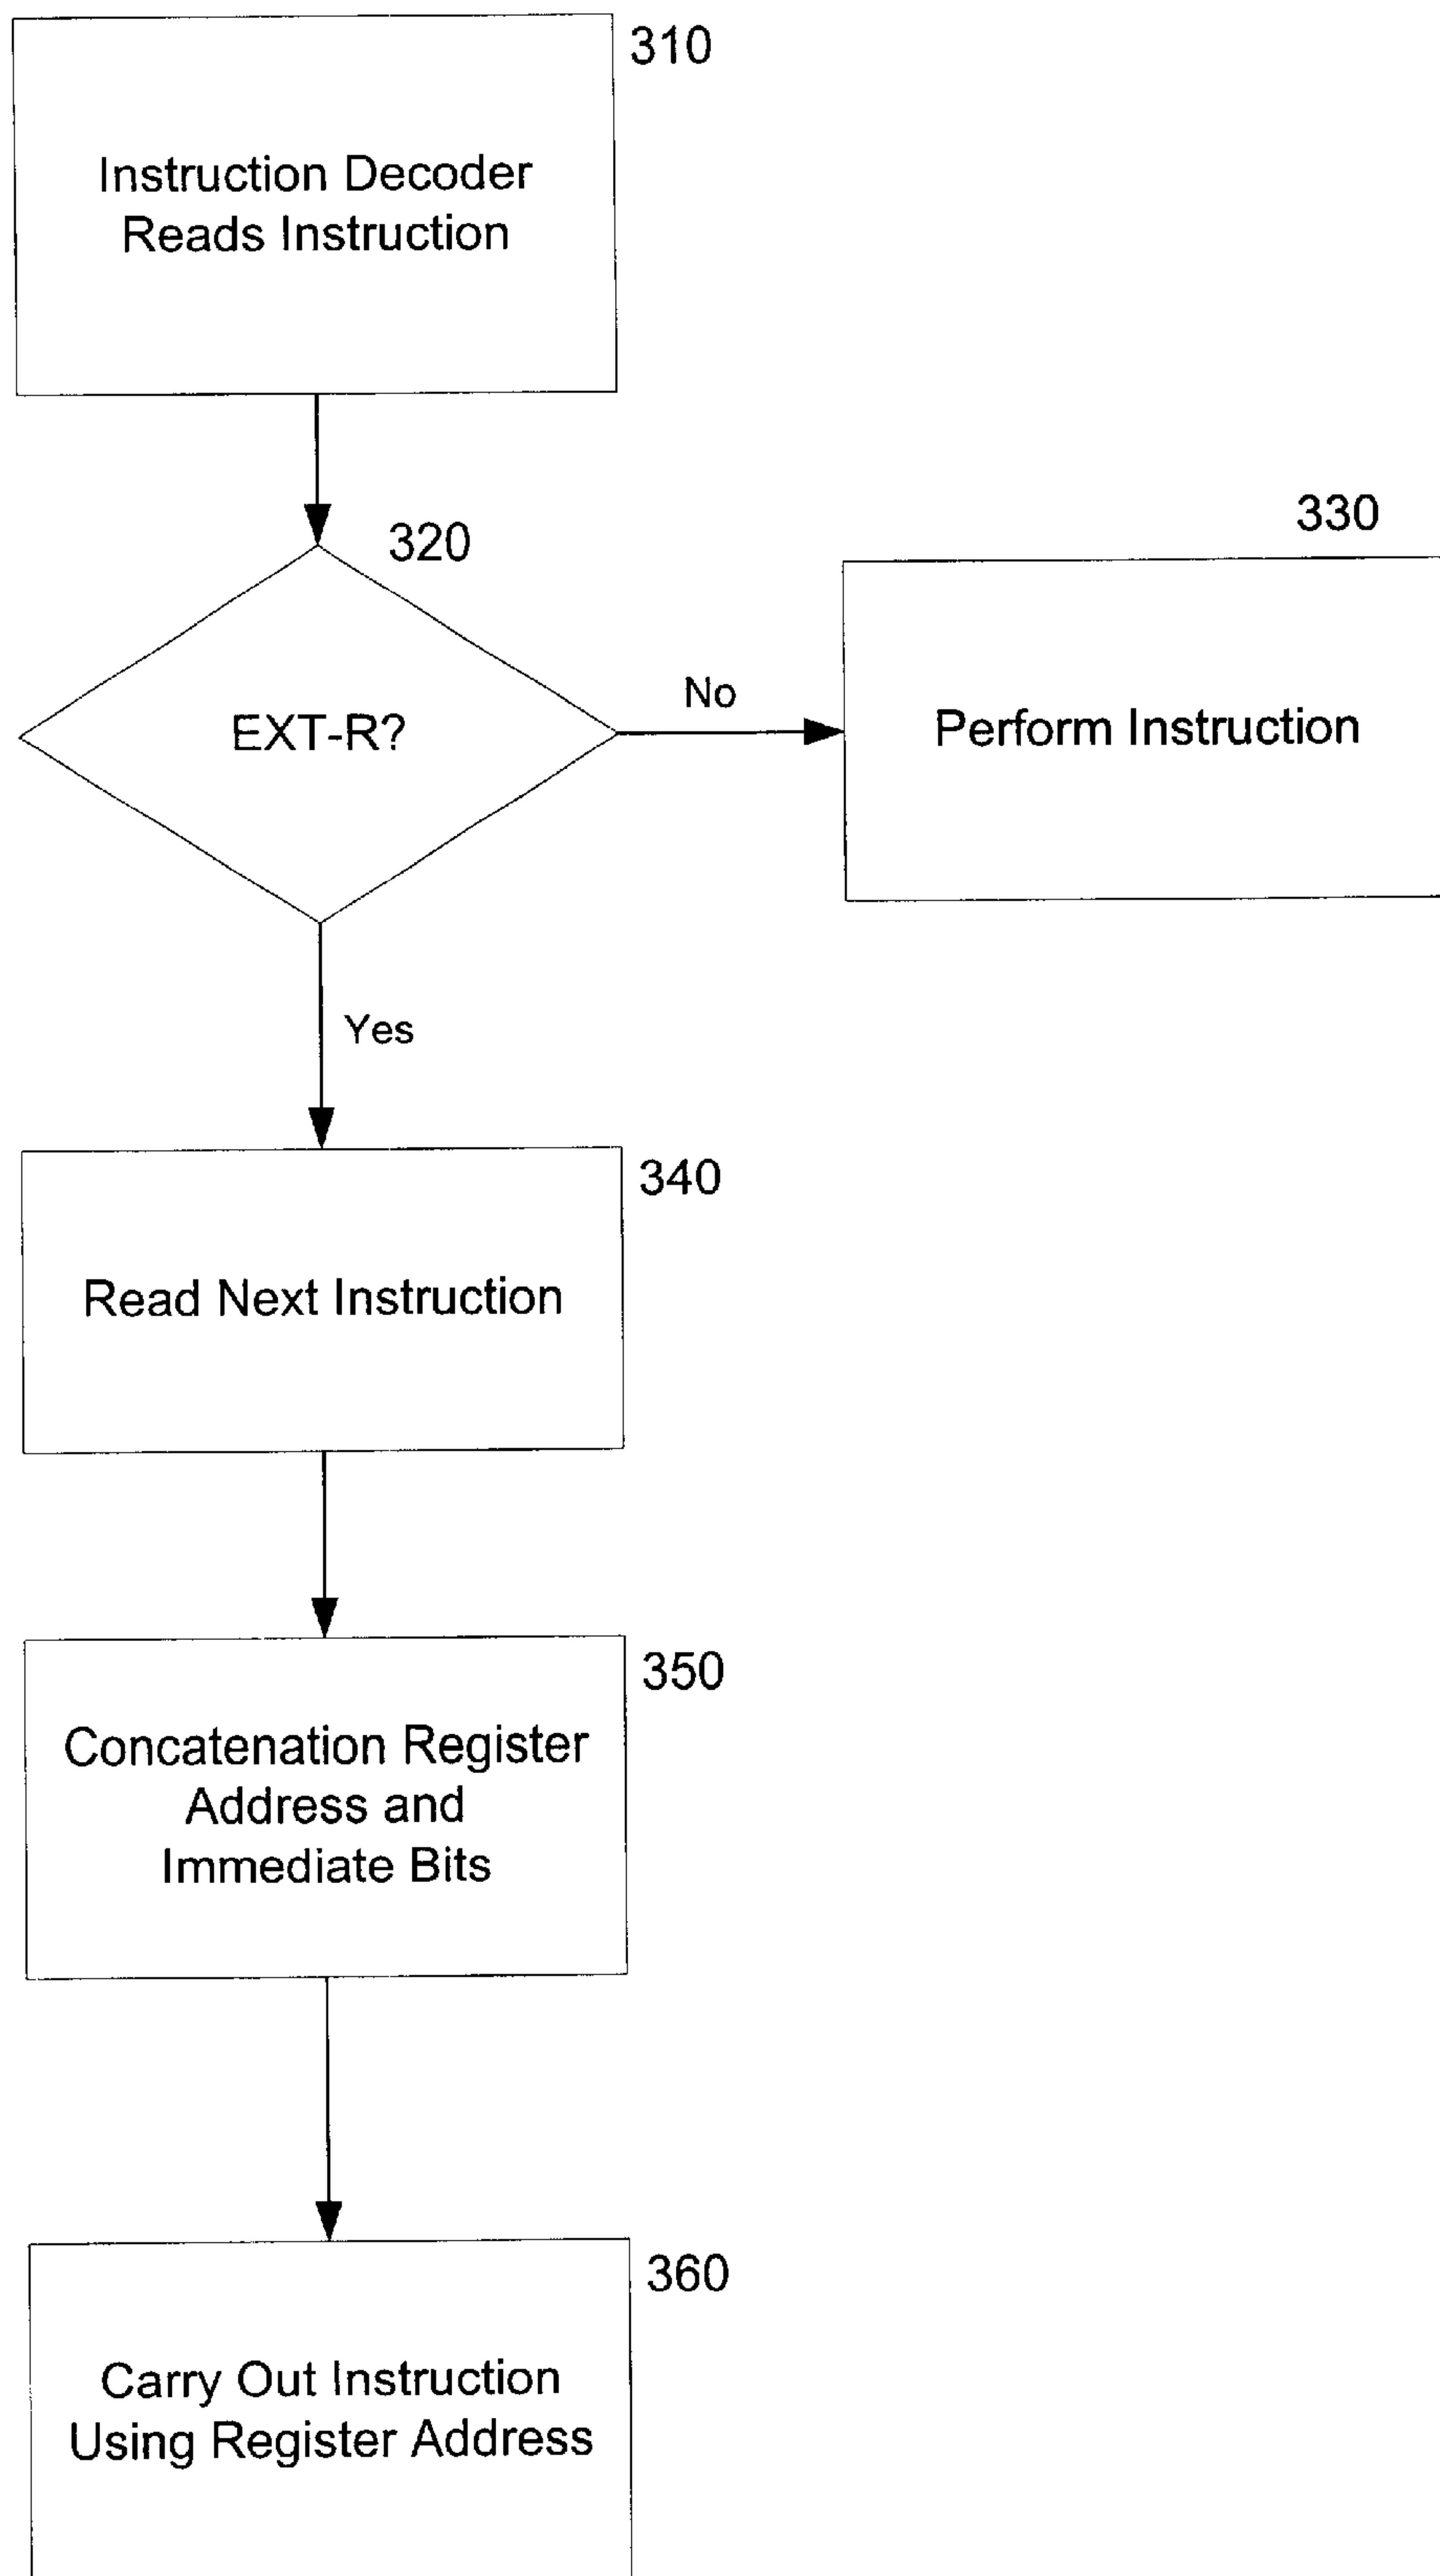 310
Instruction Decoder
Reads Instruction
320
330
EXT-R?
No
Perform Instruction
Yes
340
Read Next Instruction
350
Concatenation Register
Address and
Immediate Bits
360
Carry Out Instruction
Using Register Address